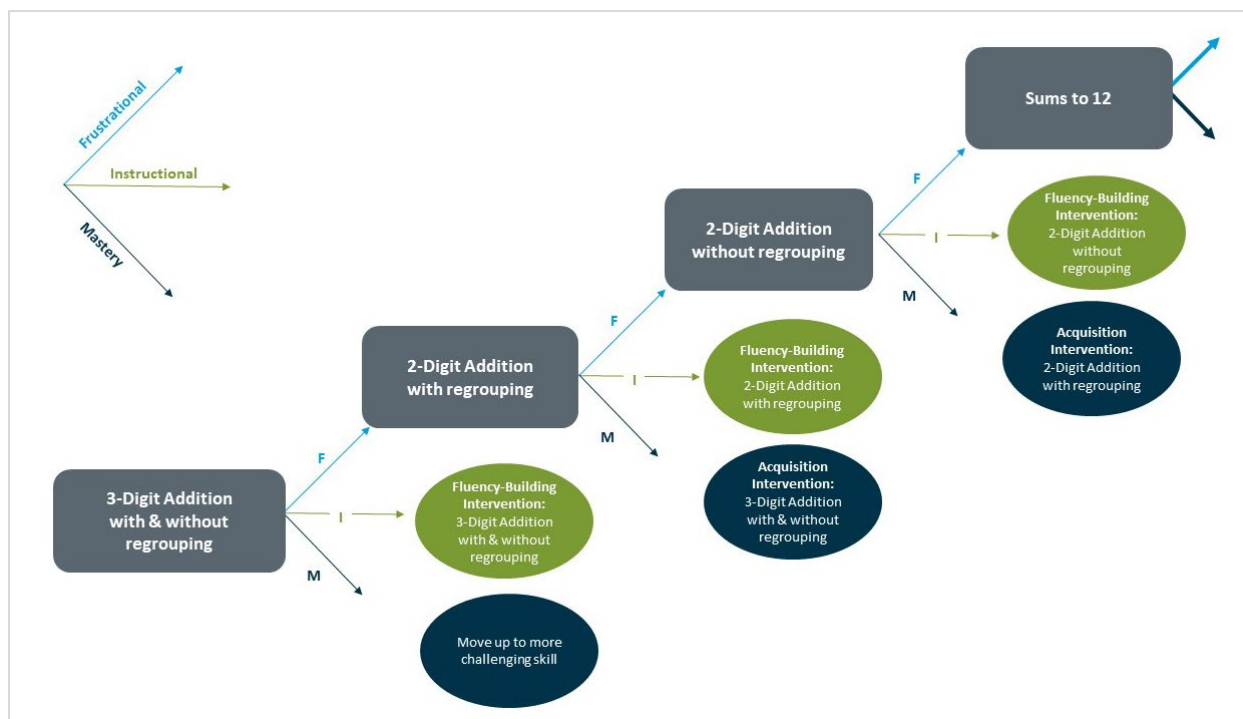 Frustrational
Instructional
Mastery
Sums to 12
F
I
M
Fluency-Building
Intervention:
2-Digit Addition
without
regrouping
Acquisition
Intervention:
2-Digit Addition
with regrouping
2-Digit Addition
without regrouping
F
I
M
Fluency-Building
Intervention:
2-Digit Addition
with regrouping
Acquisition
Intervention:
3-Digit Addition
with & without
regrouping
2-Digit Addition
with regrouping
F
I
M
Fluency-Building
Intervention:
3-Digit Addition
with & without
regrouping
Move up to more
challenging skill
3-Digit Addition
with & without
regrouping